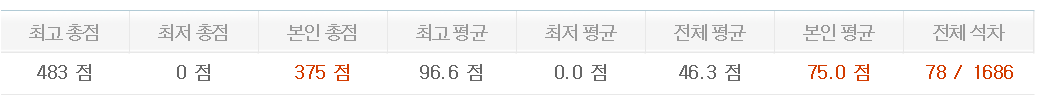 최고 총점 최저 총점 본인 총점 최고 평균 최저 평균 전체 평균 본인 평균 전체 석차
483 점 0 점 375 점 96.6 점 0.0 점 46.3 점 75.0 점 78 / 1686